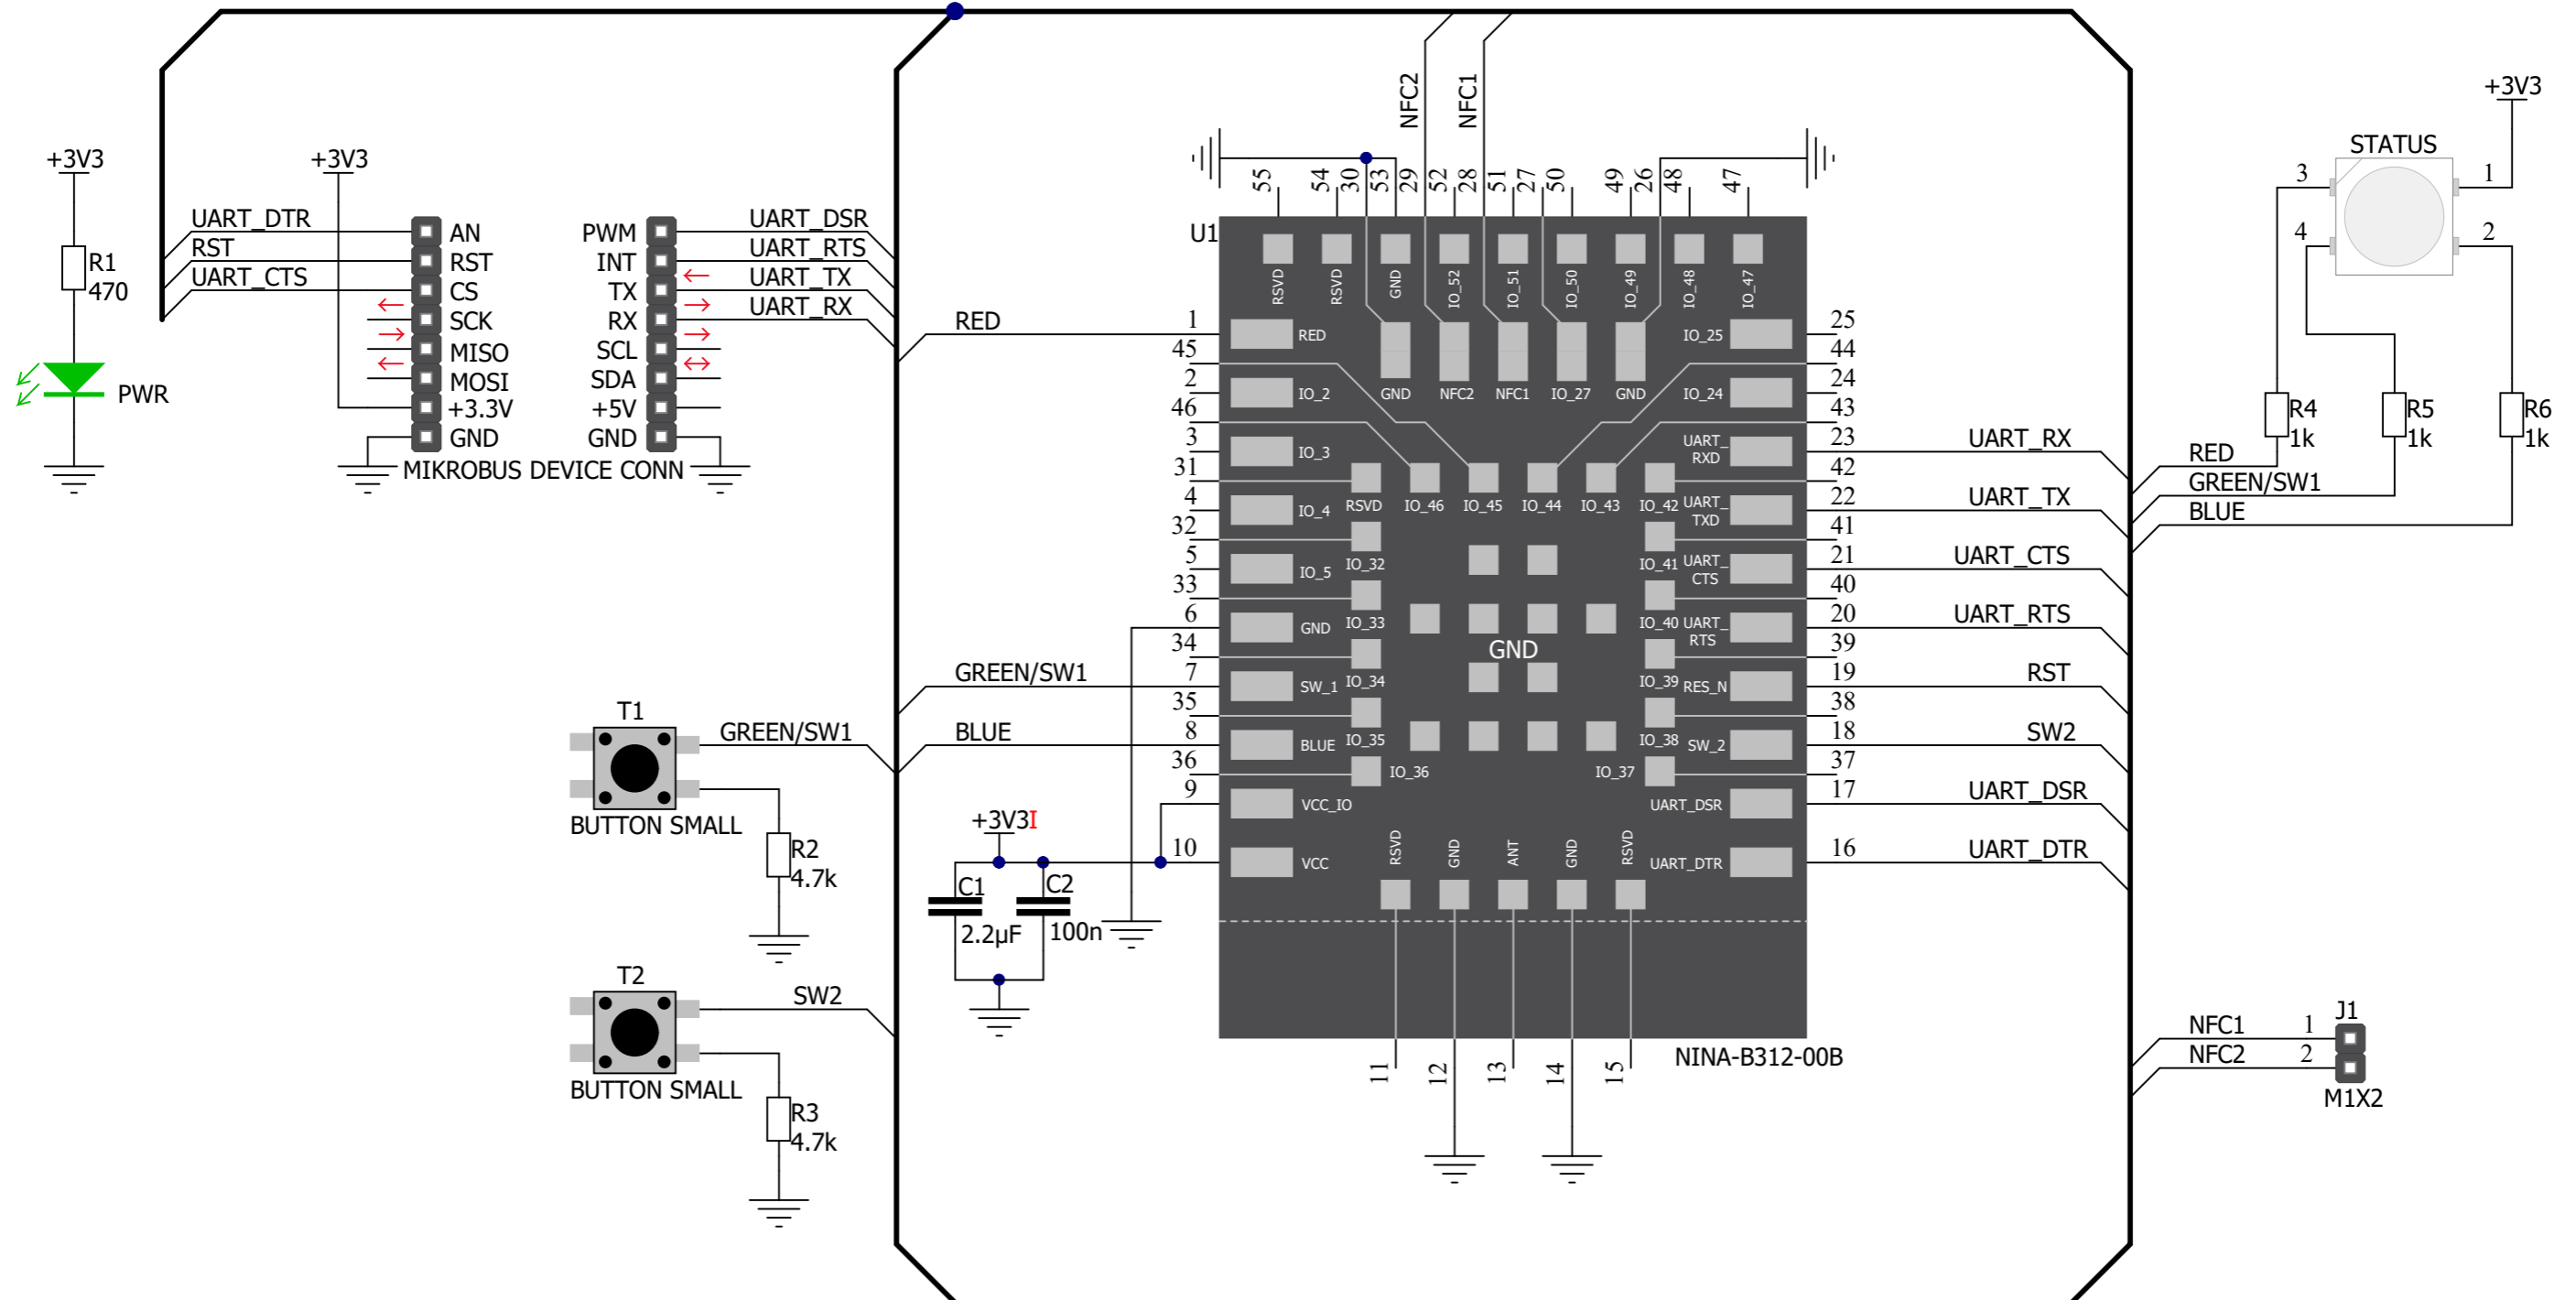 +3V3
R1
470
PWR
+3V3
UART_DTR
RST
UART_CTS
AN
RST
CS
SCK
MISO
MOSI
+3.3V
GND
PWM
INT
TX
RX
SCL
SDA
+5V
GND
MIKROBUS DEVICE CONN
UART_DSR
UART_RTS
UART_TX
UART_RX
RED
GREEN/SW1
BLUE
T1
GREEN/SW1
BUTTON SMALL
R2
4.7k
T2
SW2
BUTTON SMALL
R3
4.7k
+3V3I
C1
2.2µF
C2
100n
NFC2
NFC1
U1
55
54
30
53
29
52
28
51
27
50
49
26
48
47
RSVD
RSVD
GND
IO_52
IO_51
IO_50
IO_49
IO_48
IO_47
GND
NFC2
NFC1
IO_27
GND
1
45
2
46
3
31
4
32
5
33
6
34
7
35
8
36
9
10
RED
IO_2
IO_3
IO_4
IO_5
GND
SW_1
BLUE
VCC_IO
VCC
RSVD
IO_46
IO_45
IO_44
IO_43
IO_42
IO_32
IO_33
IO_34
IO_35
IO_36
IO_41
IO_40
IO_39
IO_38
IO_37
GND
IO_25
IO_24
UART_
RXD
UART_
TXD
UART_
CTS
UART_
RTS
RES_N
SW_2
UART_DSR
UART_DTR
RSVD
GND
ANT
GND
RSVD
11
12
13
14
15
NINA-B312-00B
25
44
24
43
23
42
22
41
21
40
20
39
19
38
18
37
17
16
UART_RX
UART_TX
UART_CTS
UART_RTS
RST
SW2
UART_DSR
UART_DTR
+3V3
STATUS
3
1
4
2
R4
1k
R5
1k
R6
1k
RED
GREEN/SW1
BLUE
J1
NFC1 1
NFC2 2
M1X2